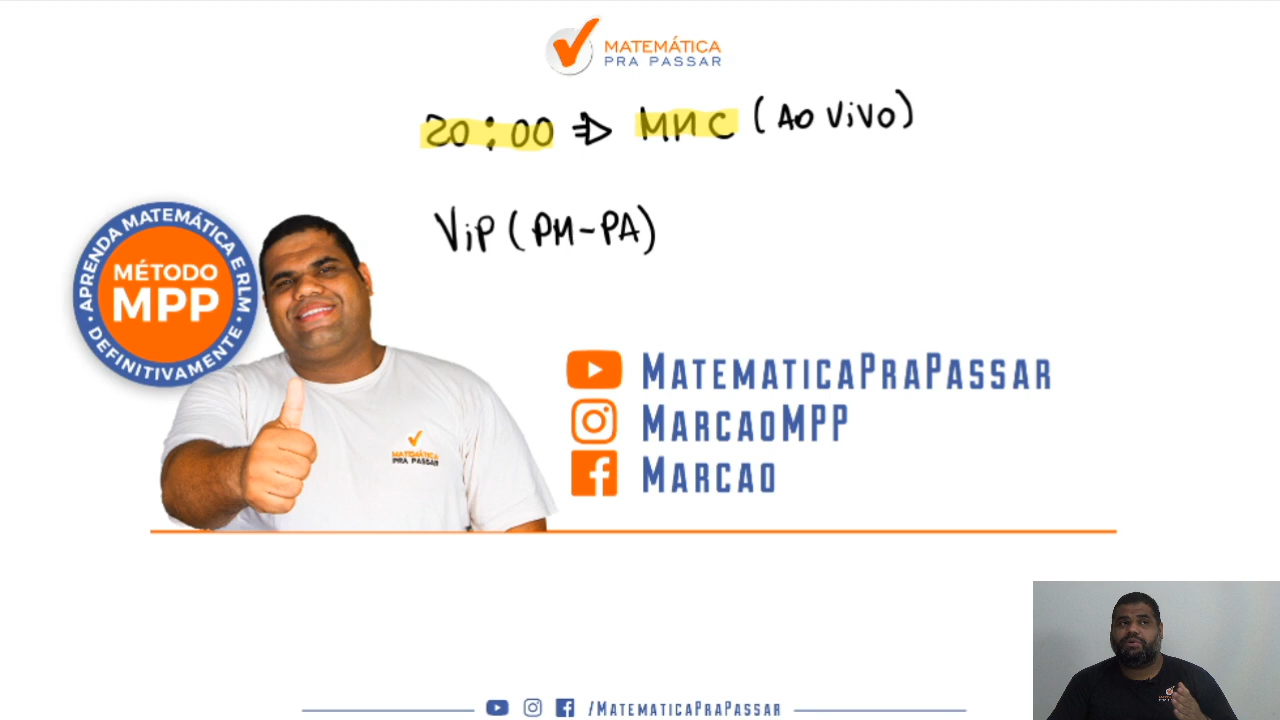 MATEMÁTICA
PRA PASSAR
20:00 ⇒ MMC (AO ViVO)
ViP (PM-PA)
APRENDA MATEMÁTICA E RLM
MÉTODO
MPP
DEFINITIVAMENTE
MATEMÁTICA
PRA PASSAR
MATEMATICAPRAPASSAR
MARCAOMPP
MARCAO
/MATEMATICAPRAPASSAR